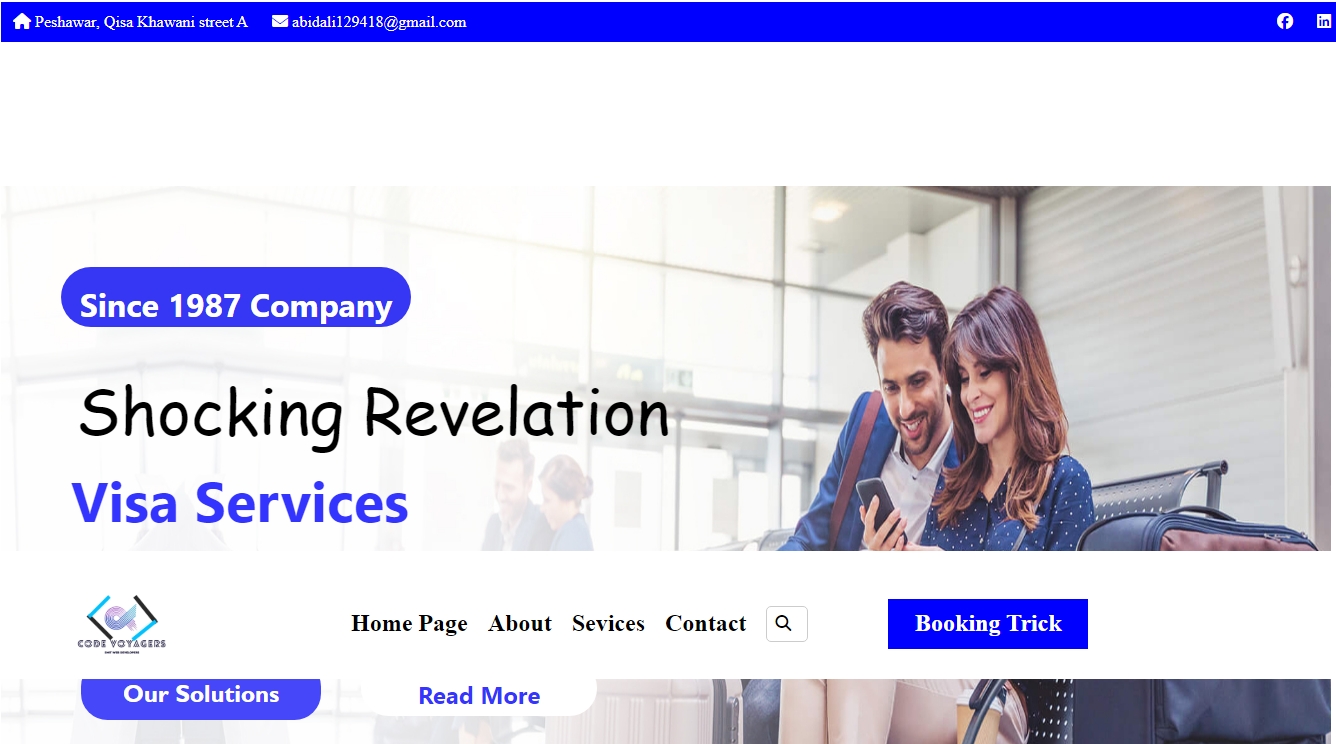 Peshawar, Qisa Khawani street A abidali129418@gmail.com
Since 1987 Company
Shocking Revelation
Visa Services
CODE VOYAGERS
Home Page About Sevices Contact Booking Trick
Our Solutions Read More